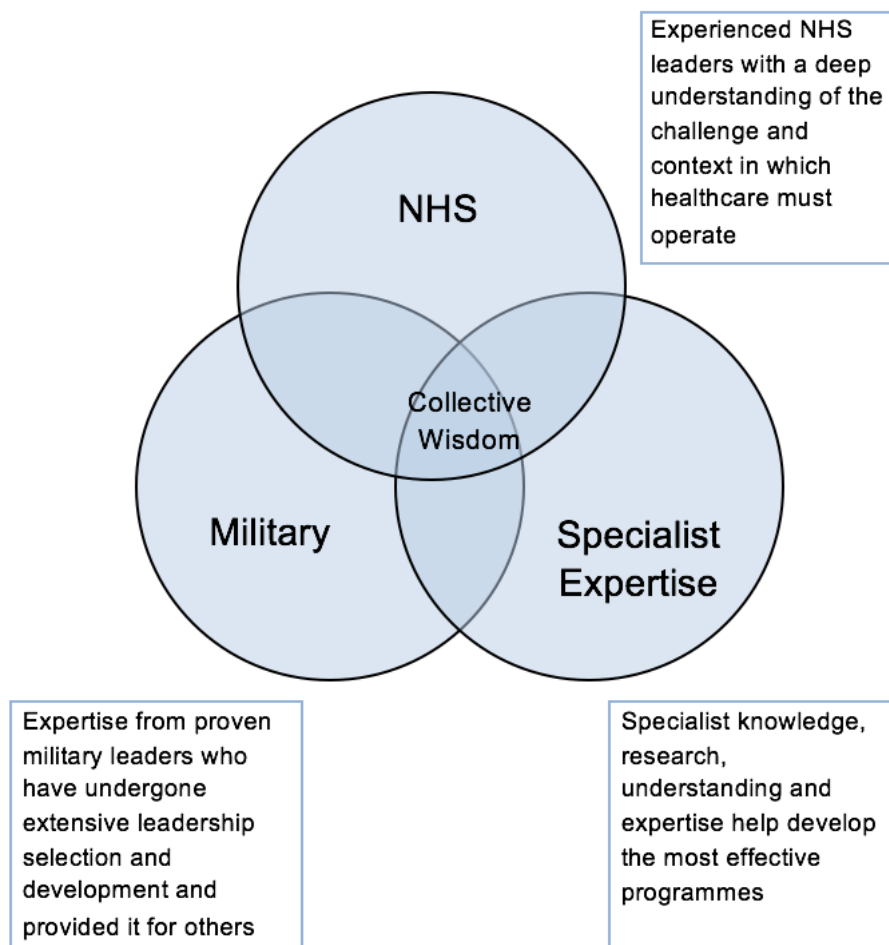 Experienced NHS
leaders with a deep
understanding of the
challenge and
context in which
healthcare must
operate
NHS
Collective
Wisdom
Military
Specialist
Expertise
Expertise from proven
military leaders who
have undergone
extensive leadership
selection and
development and
provided it for others
Specialist knowledge,
research,
understanding and
expertise help develop
the most effective
programmes